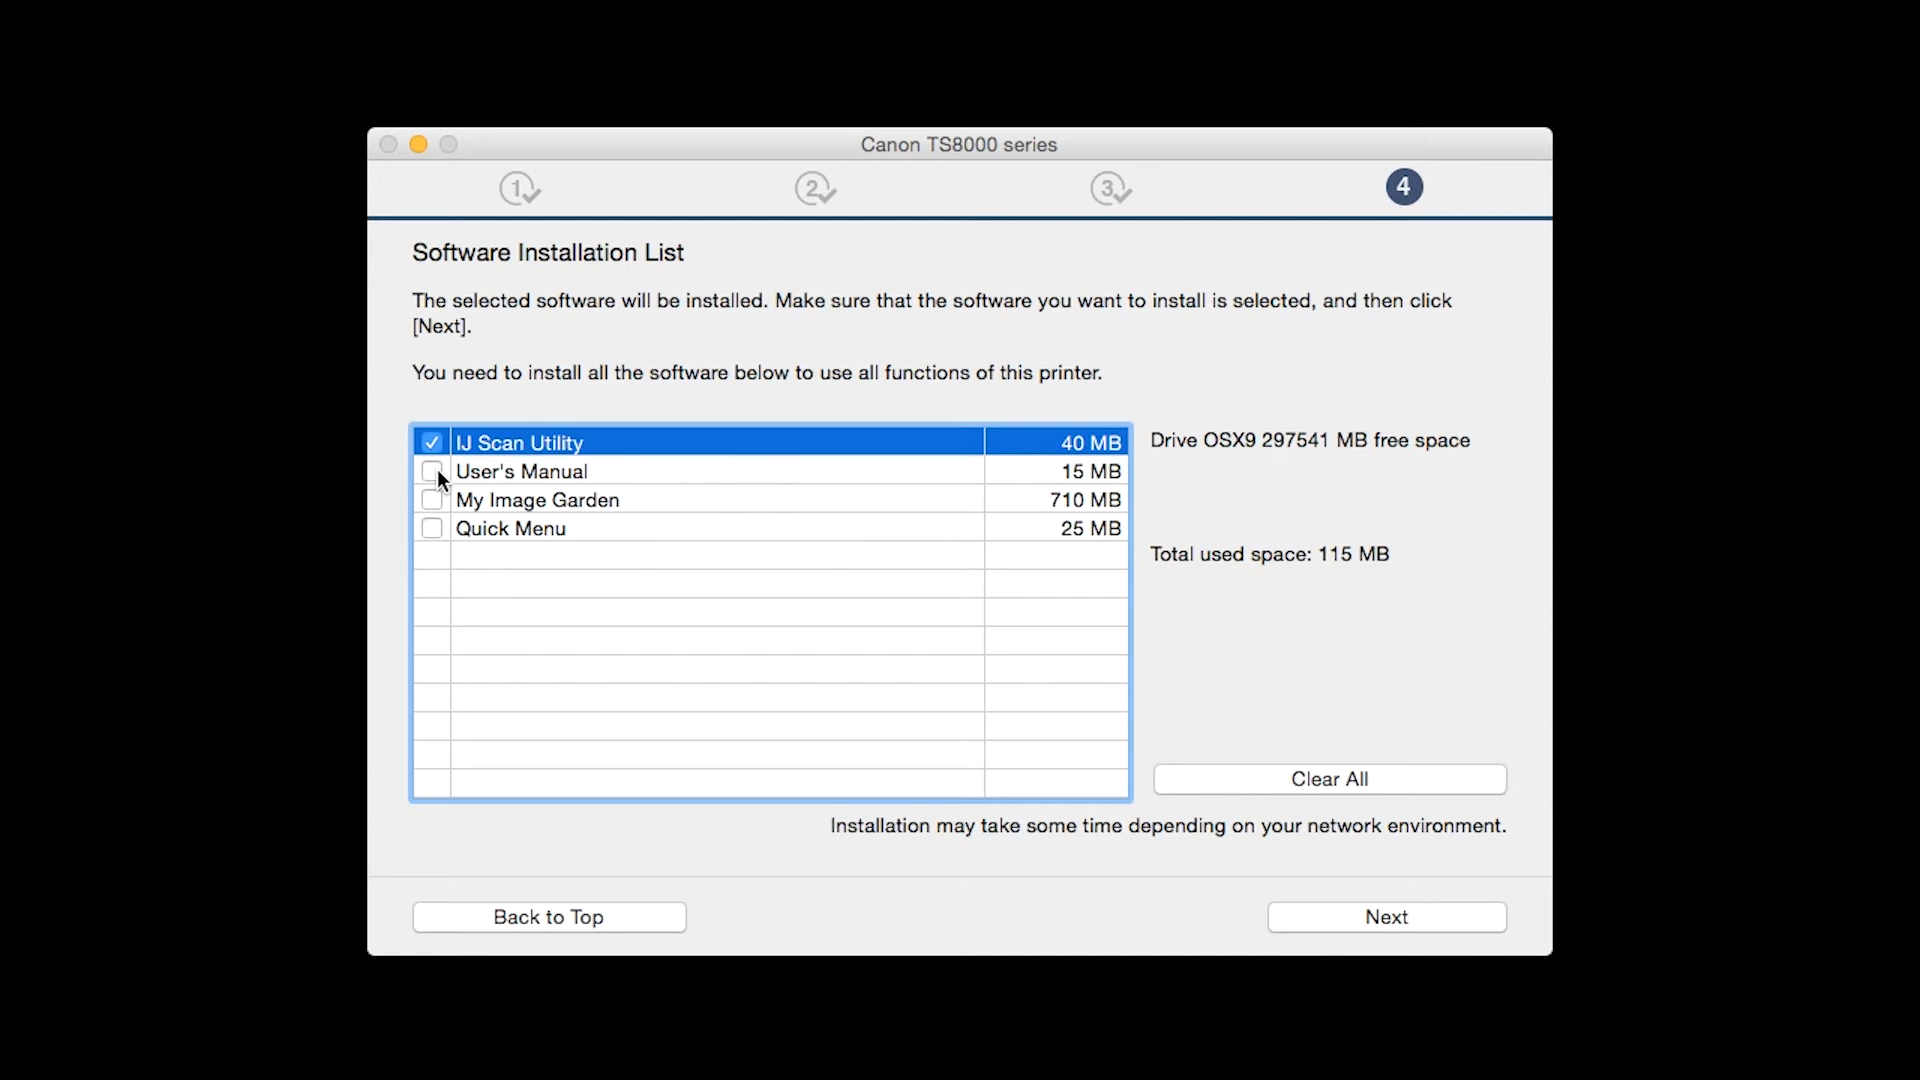 Canon TS8000 series
1
2
3
4
Software Installation List
The selected software will be installed. Make sure that the software you want to install is selected, and then click
[Next].
You need to install all the software below to use all functions of this printer.
IJ Scan Utility 40 MB
User's Manual 15 MB
My Image Garden 710 MB
Quick Menu 25 MB
Drive OSX9 297541 MB free space
Total used space: 115 MB
Clear All
Installation may take some time depending on your network environment.
Back to Top
Next